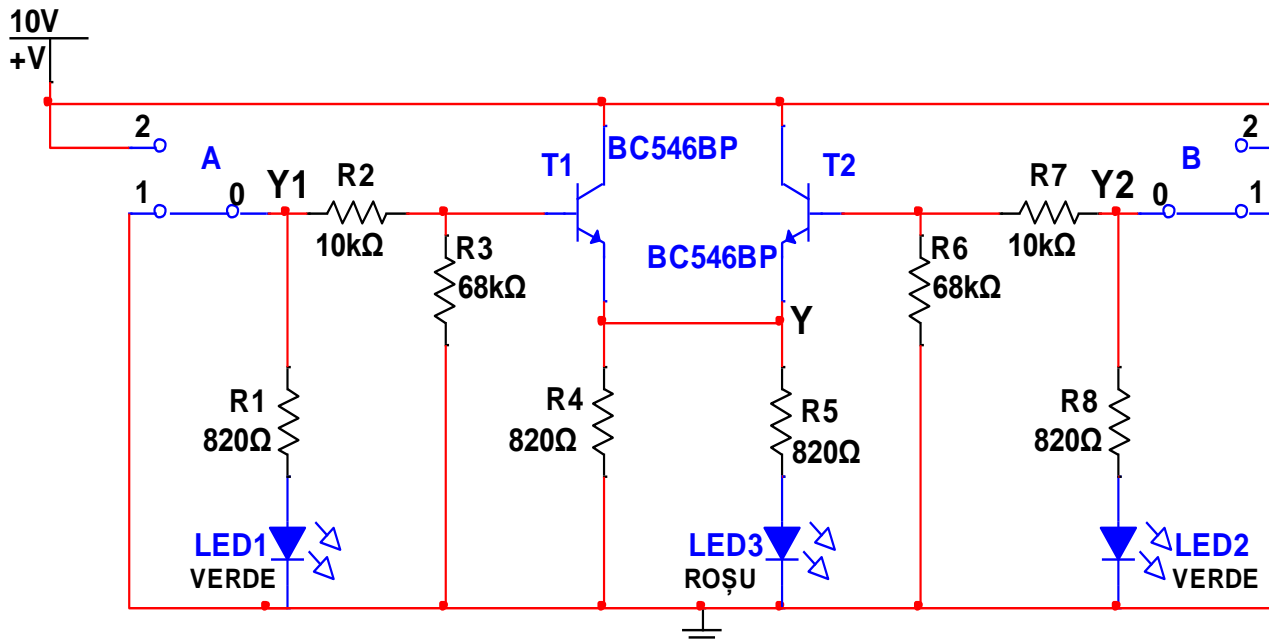 10V
+V
2
A
1
0
Y1
R2
10kΩ
R3
68kΩ
T1
BC546BP
T2
BC546BP
R6
68kΩ
R7
10kΩ
Y2
B
2
0
1
Y
R1
820Ω
R4
820Ω
R5
820Ω
R8
820Ω
LED1
VERDE
LED3
ROȘU
LED2
VERDE